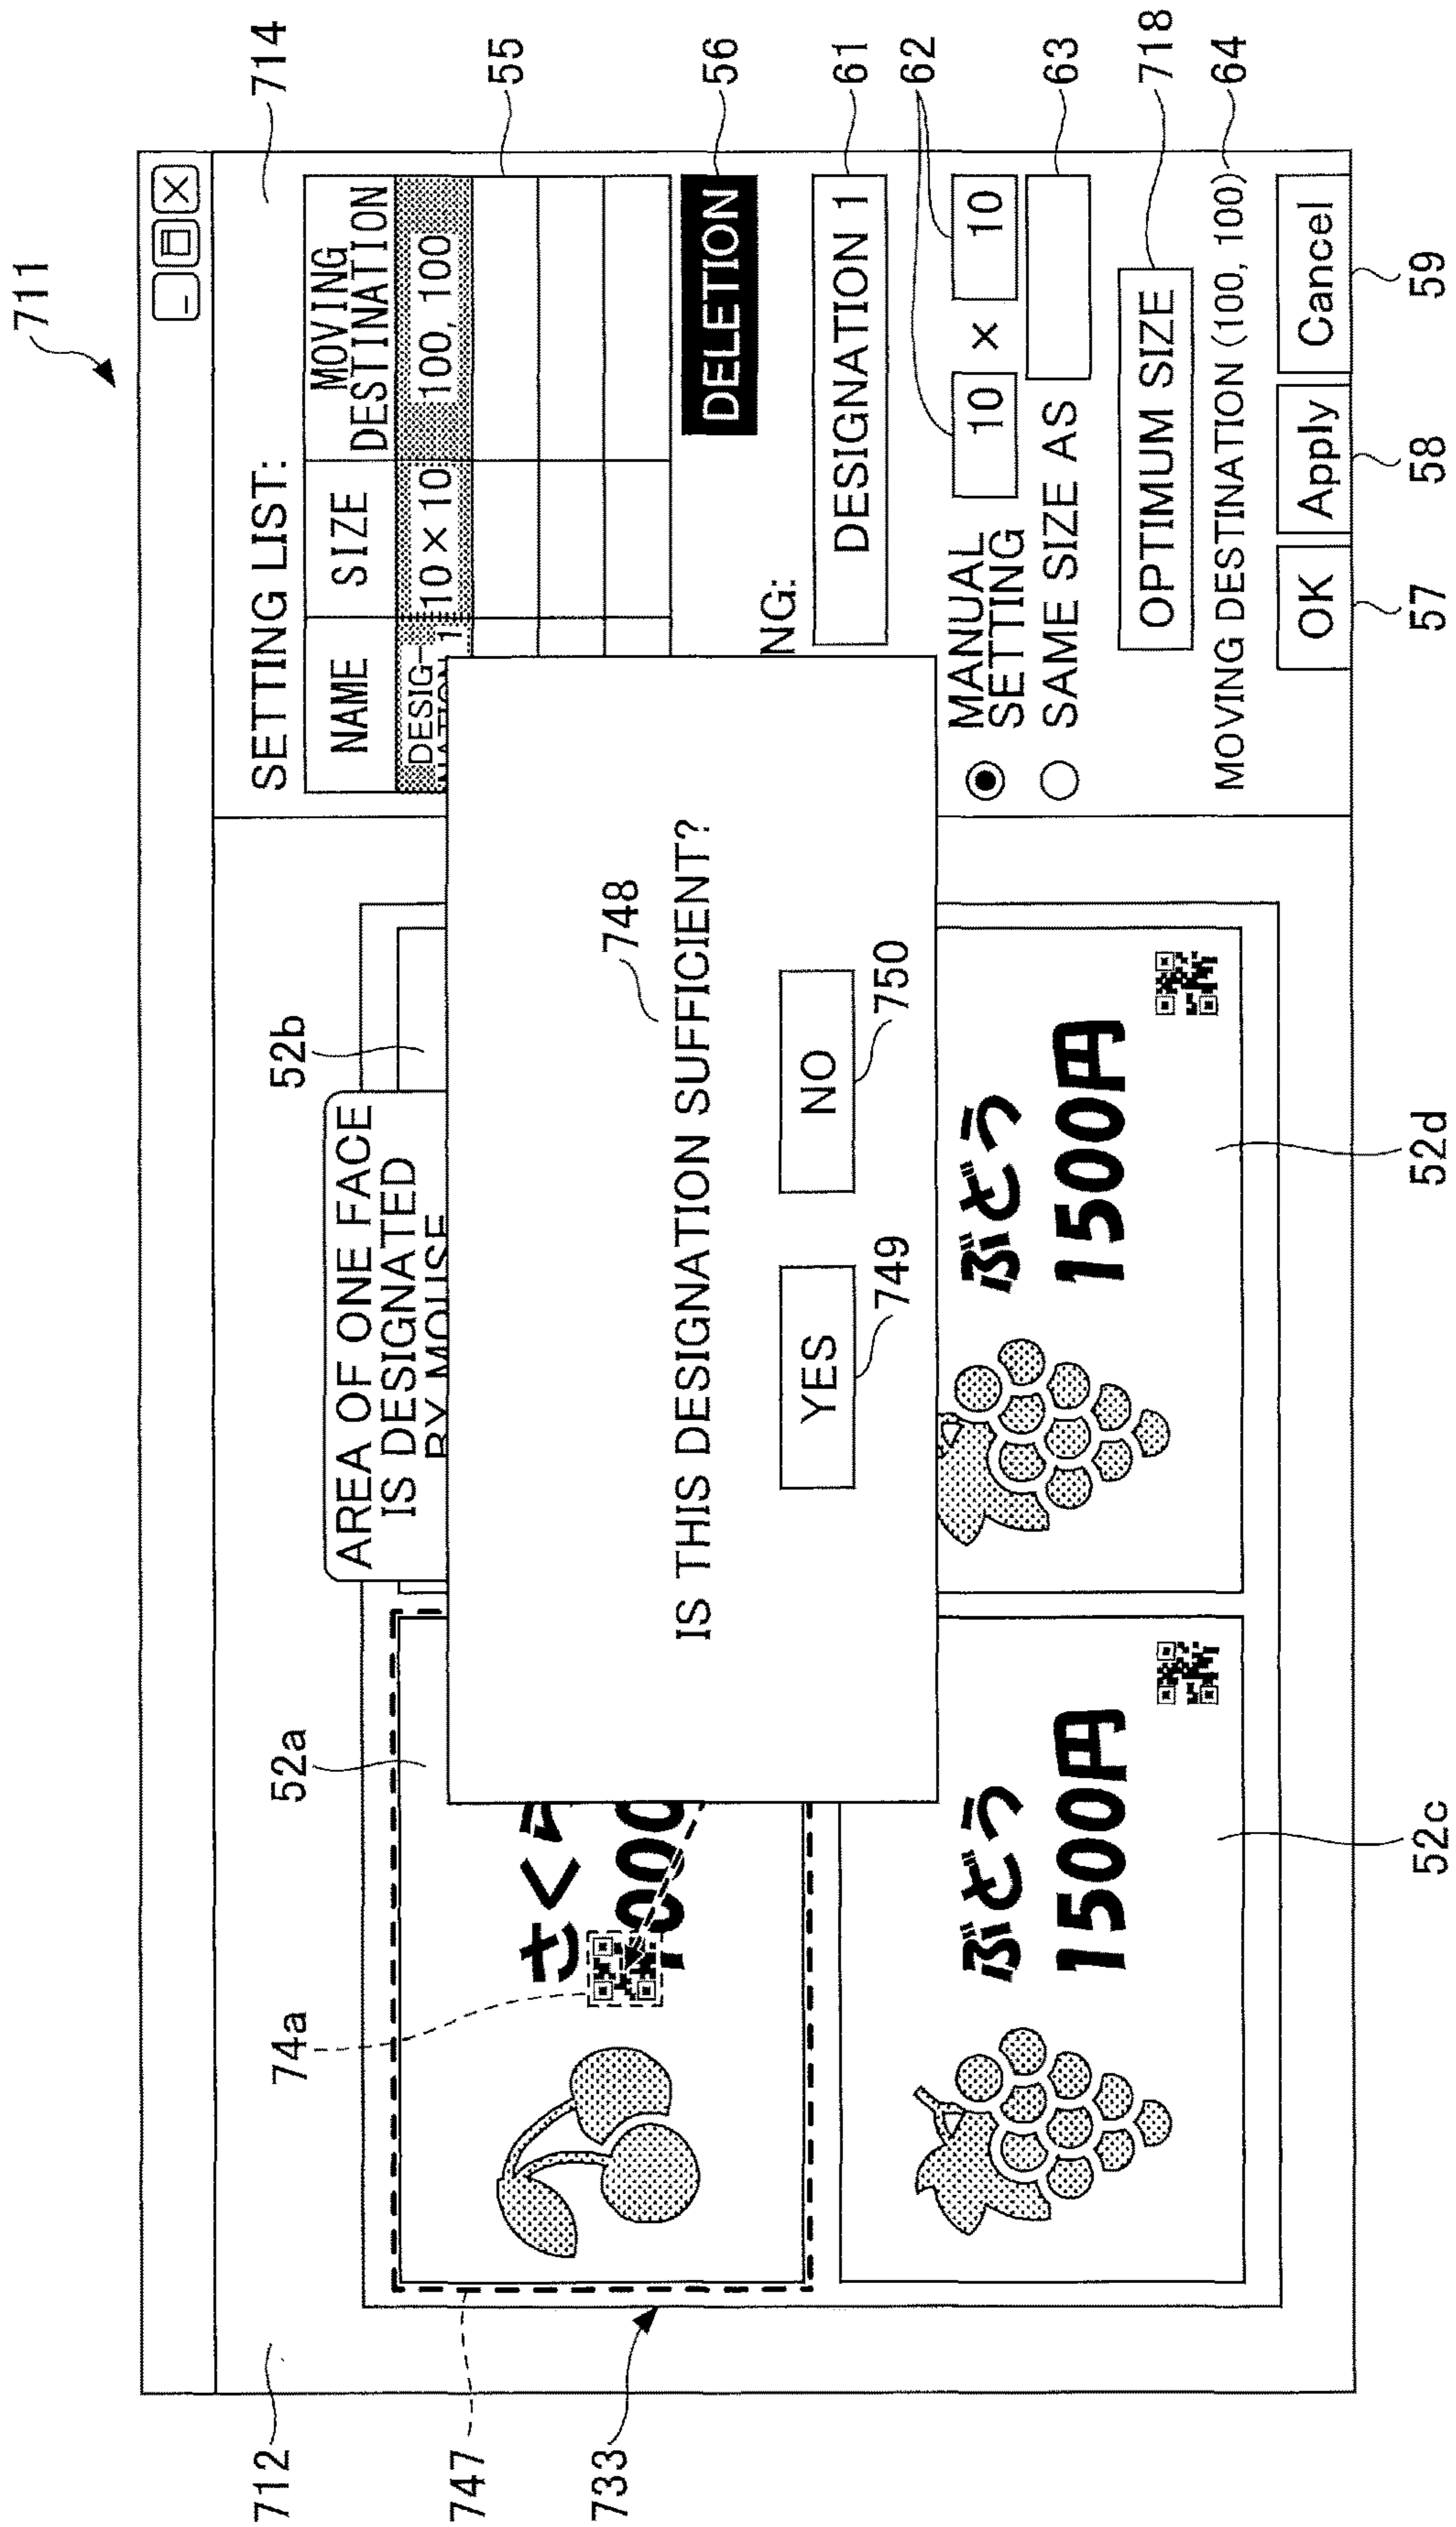 711
714
SETTING LIST:
NAME SIZE MOVING DESTINATION
DESIG- 10×10 100, 100
55
DELETION
56
NG:
DESIGNATION 1
61
MANUAL SETTING
10 × 10
62
SAME SIZE AS
63
OPTIMUM SIZE
718
MOVING DESTINATION (100, 100)
64
OK Apply Cancel
57 58 59
712
52a
52b
AREA OF ONE FACE
IS DESIGNATED
BY MOUSE
74a
さく
000
747
733
748
IS THIS DESIGNATION SUFFICIENT?
YES NO
749 750
ぶどう
1500円
52c
ぶどう
1500円
52d